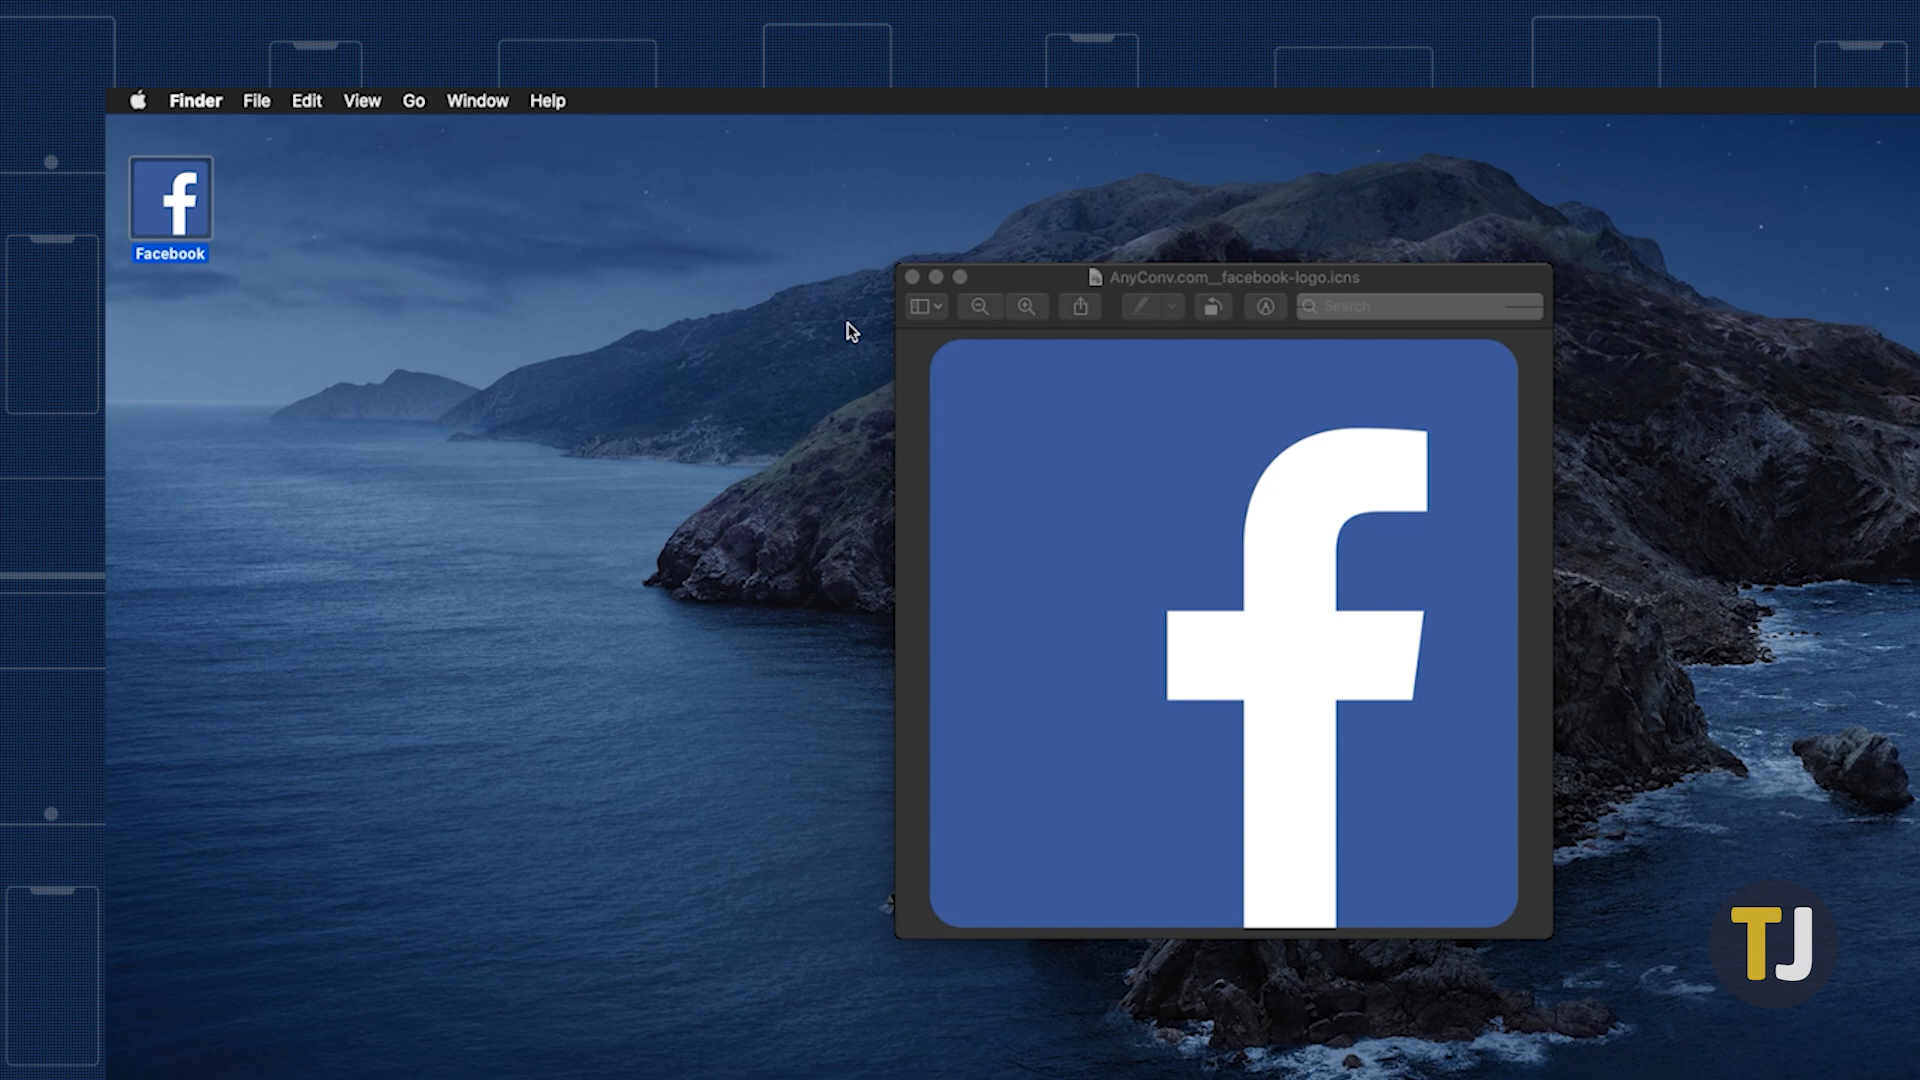 Finder File Edit View Go Window Help
Facebook
AnyConv.com__facebook-logo.icns
Search
f
f
TJ